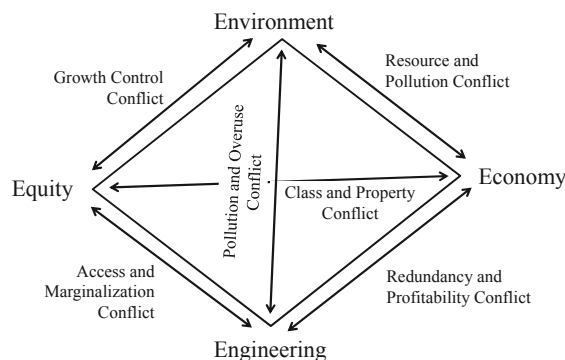 Environment
Growth Control
Conflict
Resource and
Pollution Conflict
Pollution and Overuse
Conflict
Equity
Economy
Class and Property
Conflict
Access and
Marginalization
Conflict
Redundancy and
Profitability Conflict
Engineering